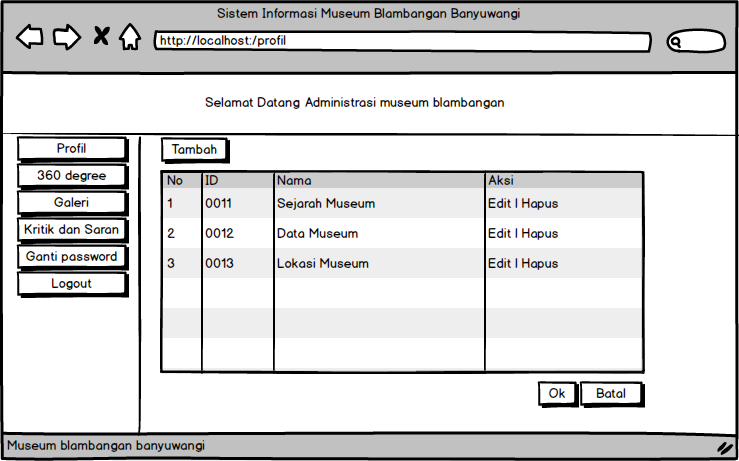 Sistem Informasi Museum Blambangan Banyuwangi
http://localhost:/profil
Selamat Datang Administrasi museum blambangan
Profil
360 degree
Galeri
Kritik dan Saran
Ganti password
Logout
Tambah
No ID Nama Aksi
1 0011 Sejarah Museum Edit | Hapus
2 0012 Data Museum Edit | Hapus
3 0013 Lokasi Museum Edit | Hapus
Ok Batal
Museum blambangan banyuwangi